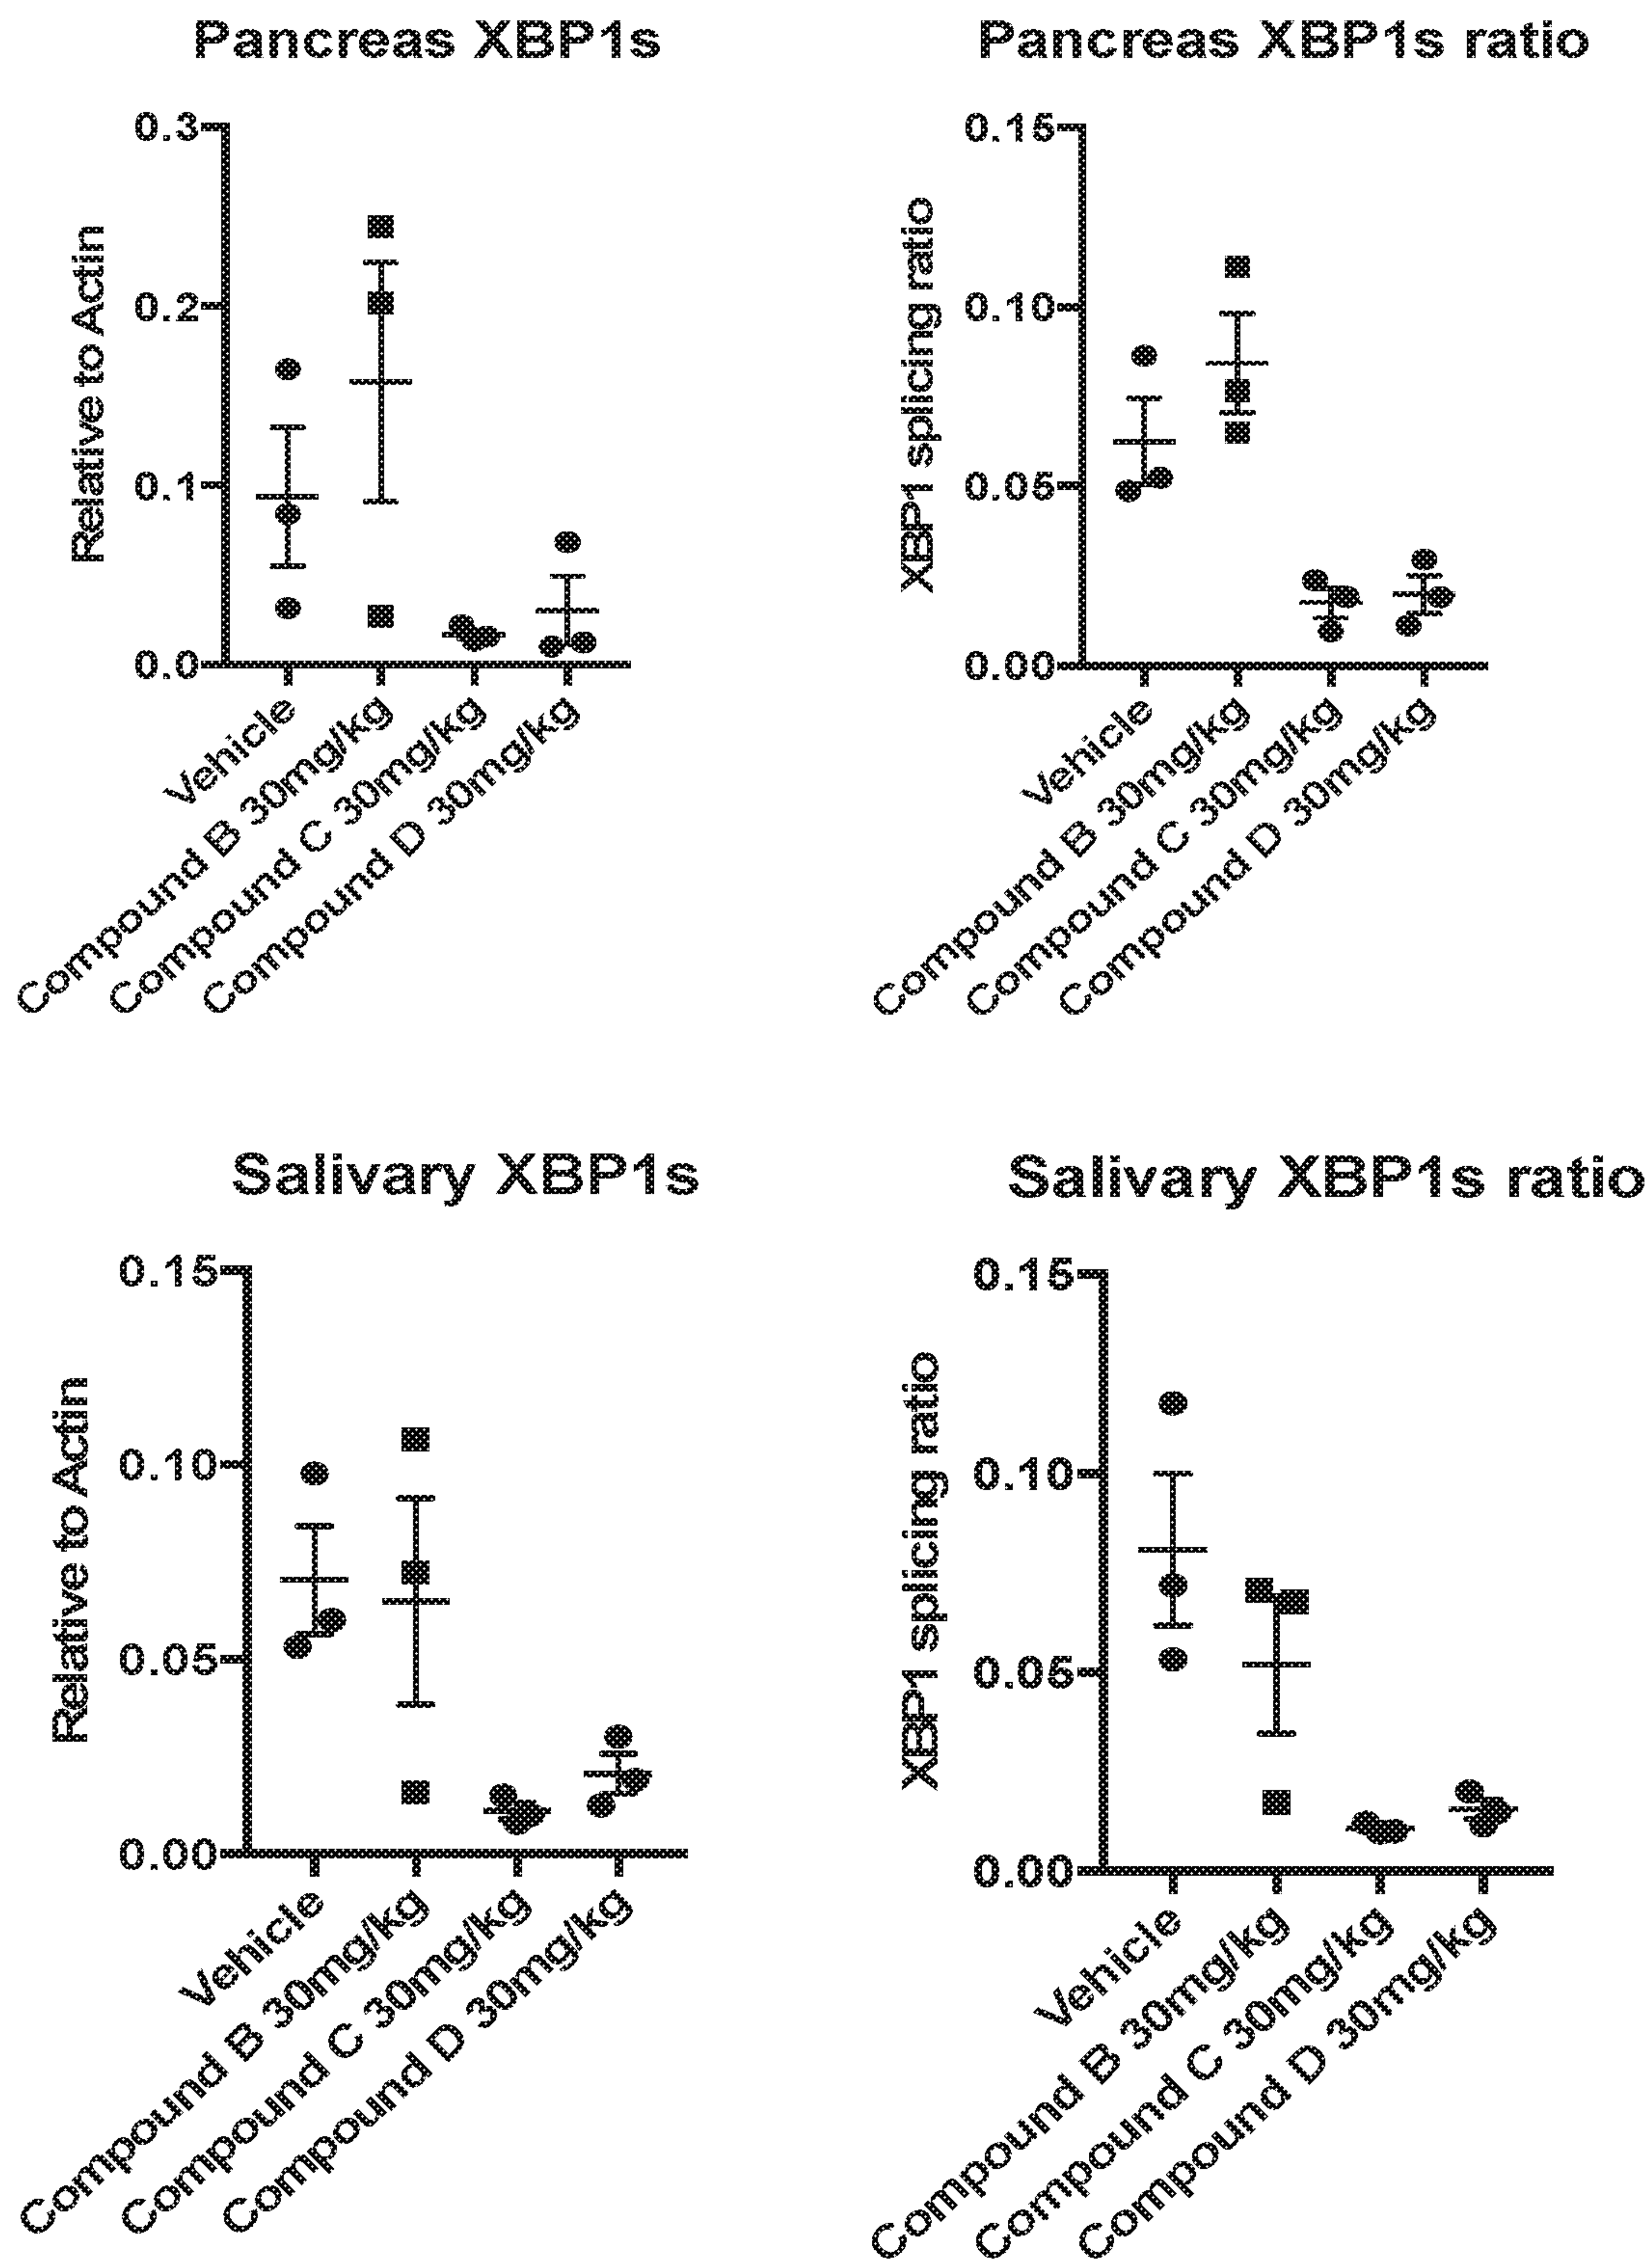 Pancreas XBP1s
Relative to Actin
0.3
0.2
0.1
0.0
Vehicle
Compound B 30mg/kg
Compound C 30mg/kg
Compound D 30mg/kg
Pancreas XBP1s ratio
XBP1 splicing ratio
0.15
0.10
0.05
0.00
Vehicle
Compound B 30mg/kg
Compound C 30mg/kg
Compound D 30mg/kg
Salivary XBP1s
Relative to Actin
0.15
0.10
0.05
0.00
Vehicle
Compound B 30mg/kg
Compound C 30mg/kg
Compound D 30mg/kg
Salivary XBP1s ratio
XBP1 splicing ratio
0.15
0.10
0.05
0.00
Vehicle
Compound B 30mg/kg
Compound C 30mg/kg
Compound D 30mg/kg